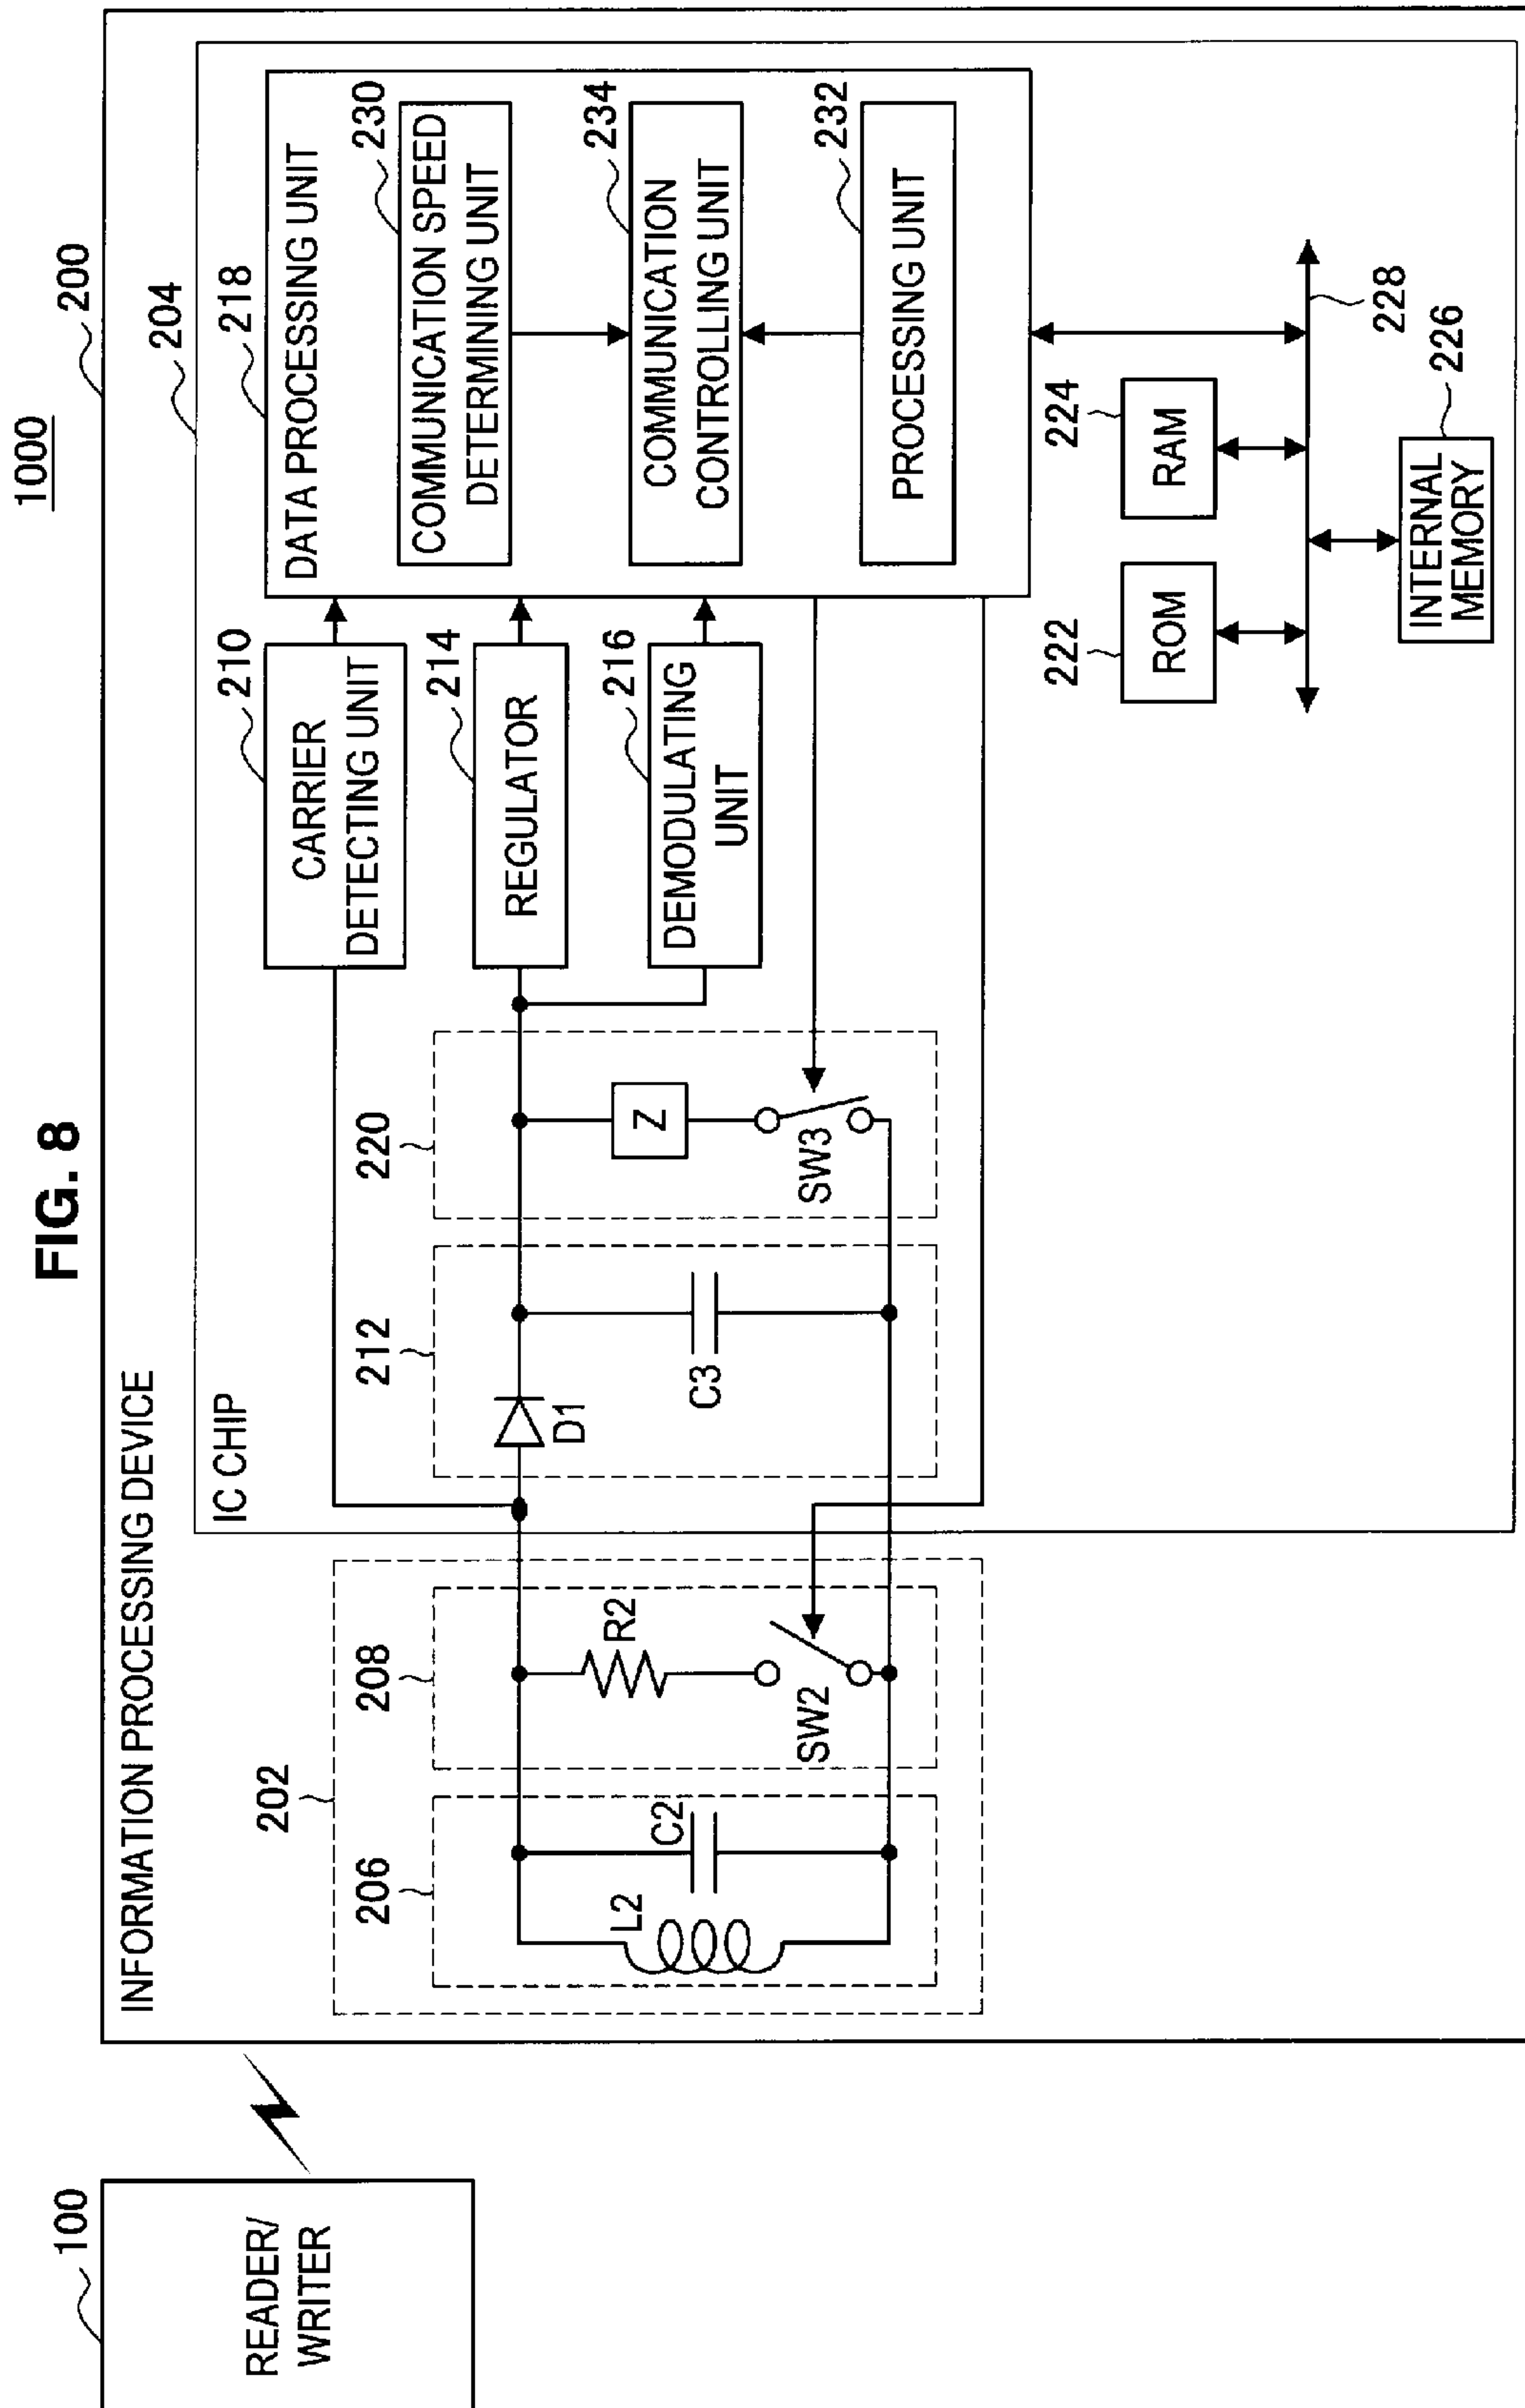 FIG. 8
1000
100
READER/
WRITER
200
INFORMATION PROCESSING DEVICE
204
IC CHIP
202
206
L2
C2
208
R2
SW2
212
D1
C3
220
Z
SW3
210
CARRIER
DETECTING UNIT
214
REGULATOR
216
DEMODULATING
UNIT
218
DATA PROCESSING UNIT
230
COMMUNICATION SPEED
DETERMINING UNIT
234
COMMUNICATION
CONTROLLING UNIT
232
PROCESSING UNIT
222
ROM
224
RAM
228
226
INTERNAL
MEMORY